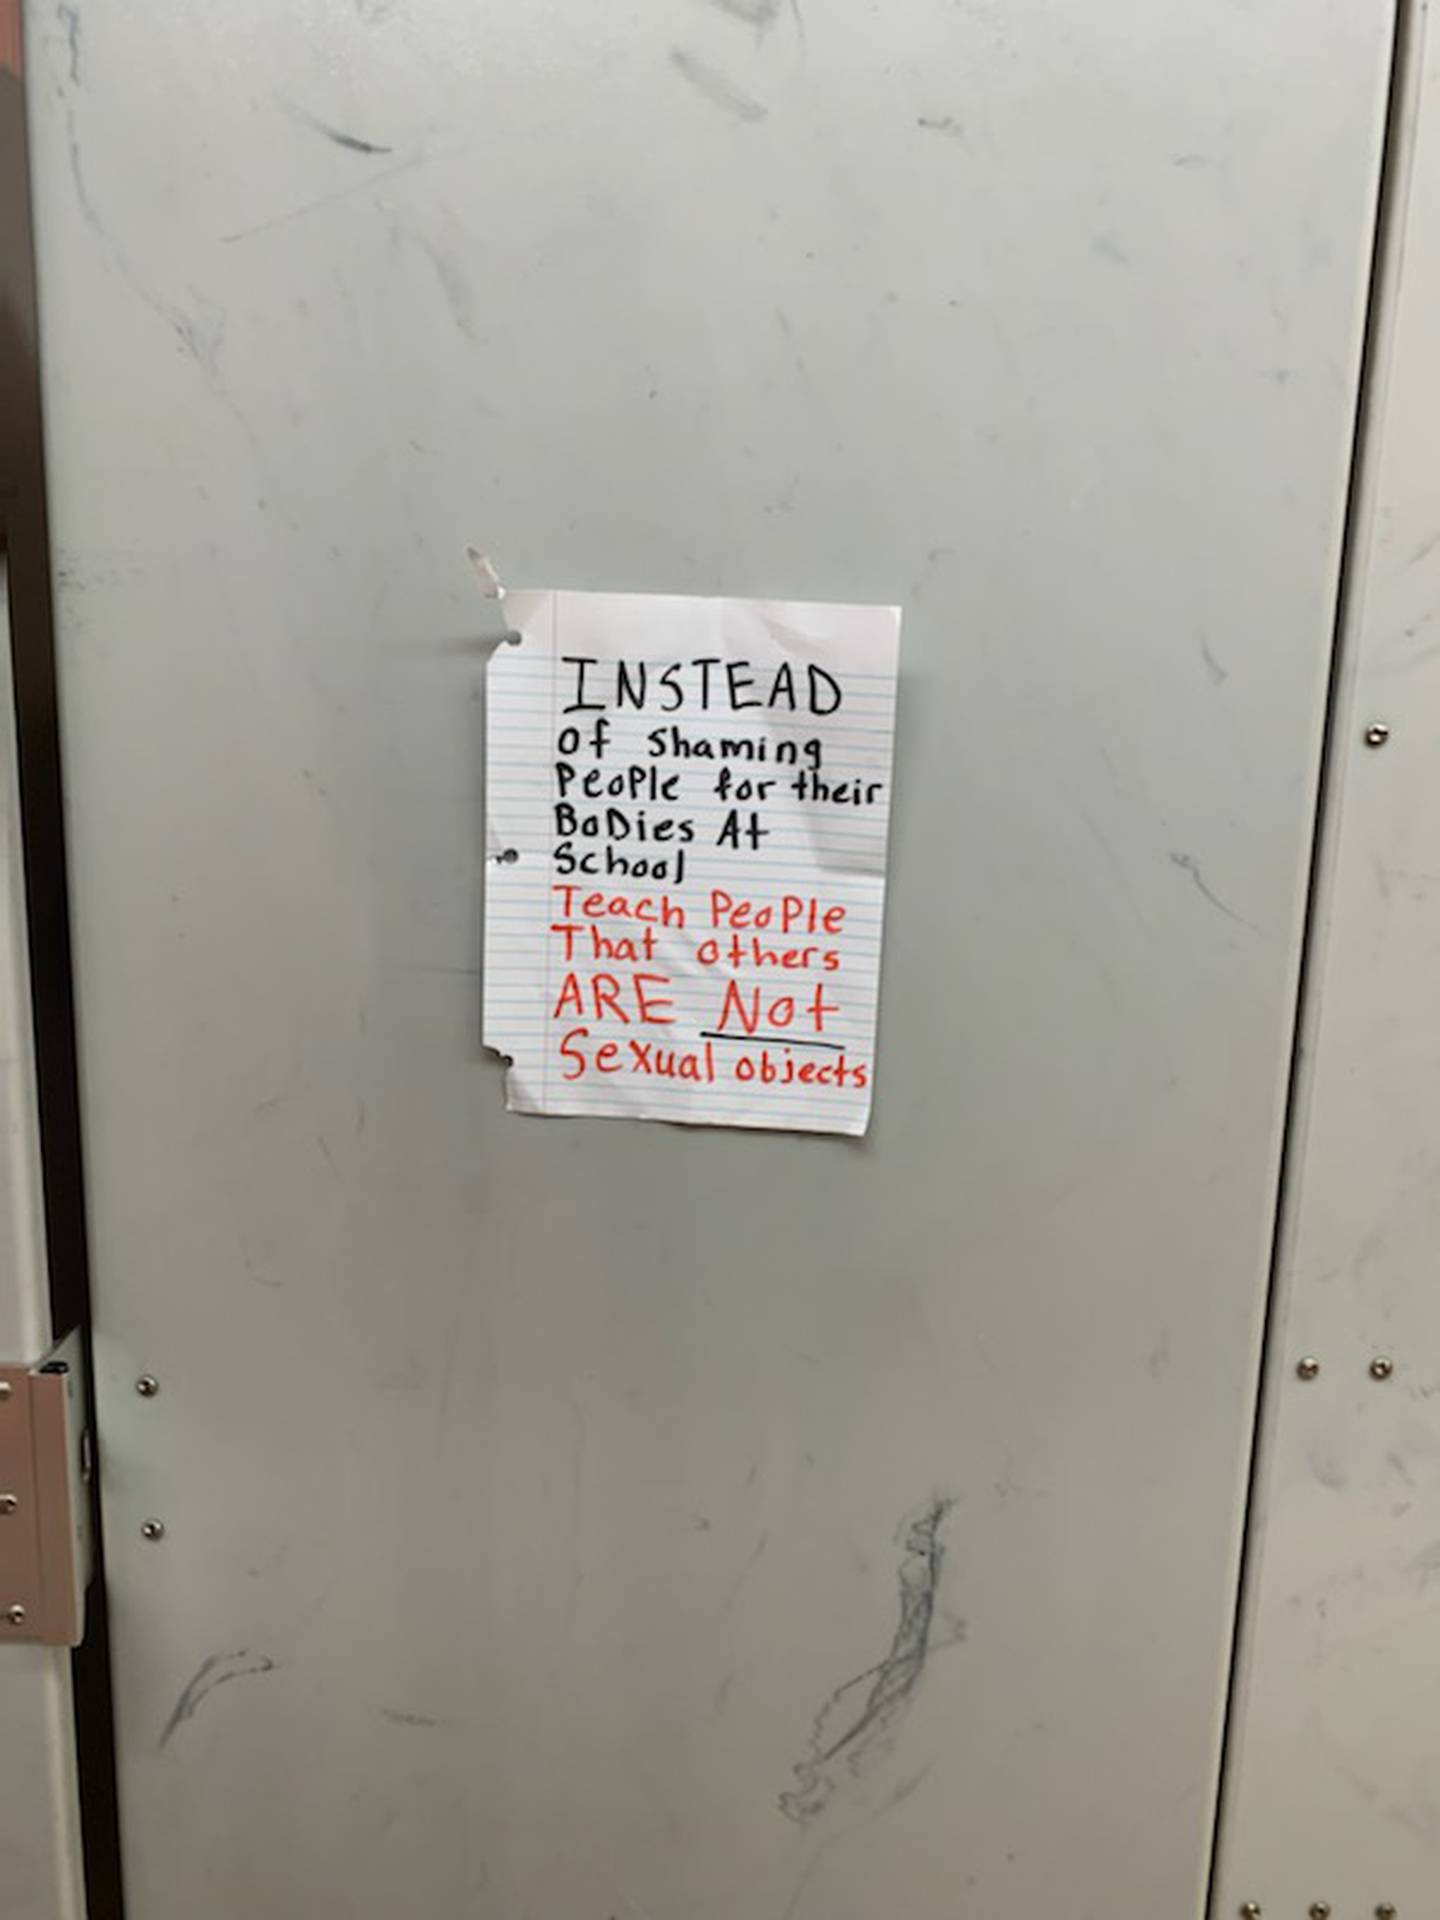 INSTEAD
of shaming
PeoPle for their
BoDies At
School
Teach PeoPle
That others
ARE Not
Sexual objects